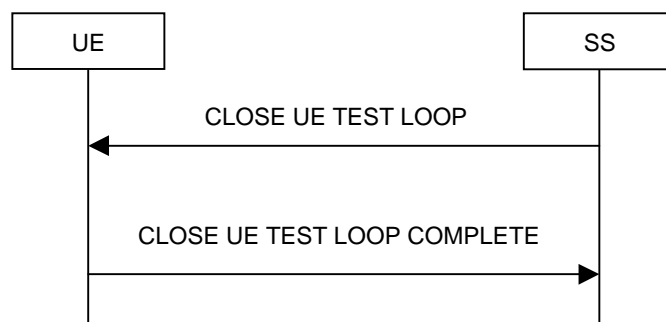 UE
SS
CLOSE UE TEST LOOP
CLOSE UE TEST LOOP COMPLETE